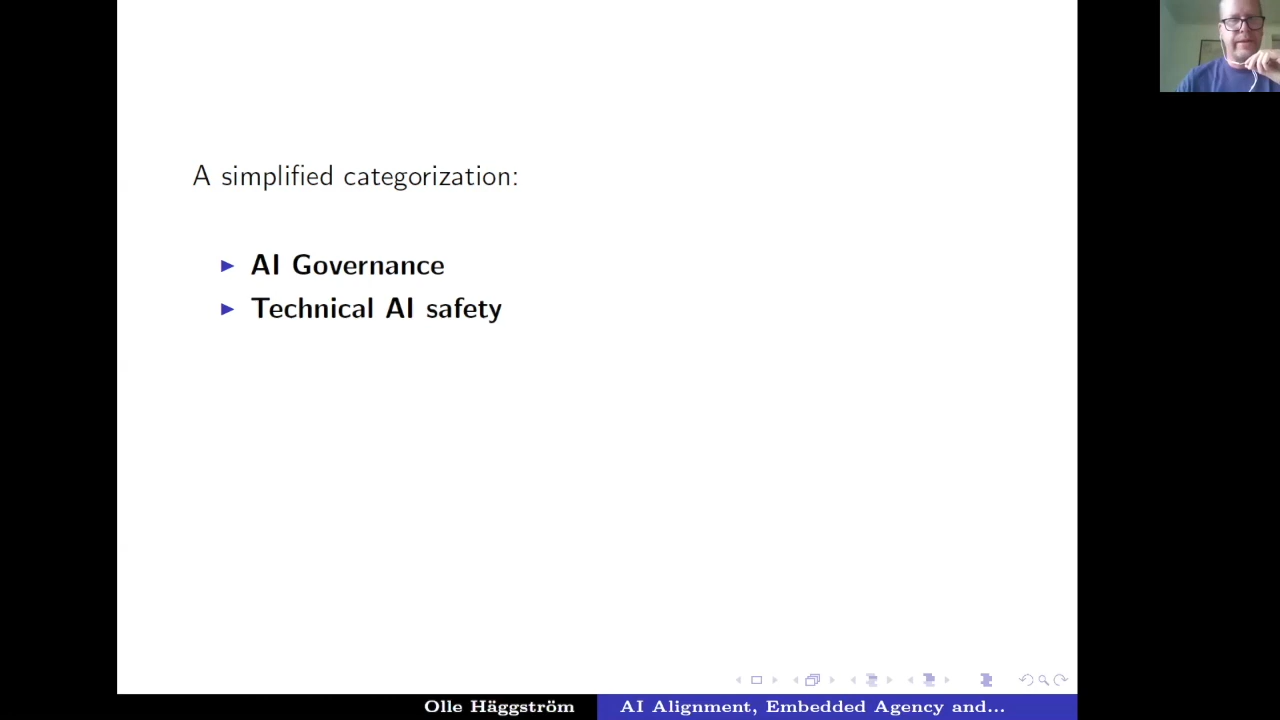 A simplified categorization:
AI Governance
Technical AI safety
Olle Häggström
AI Alignment, Embedded Agency and...